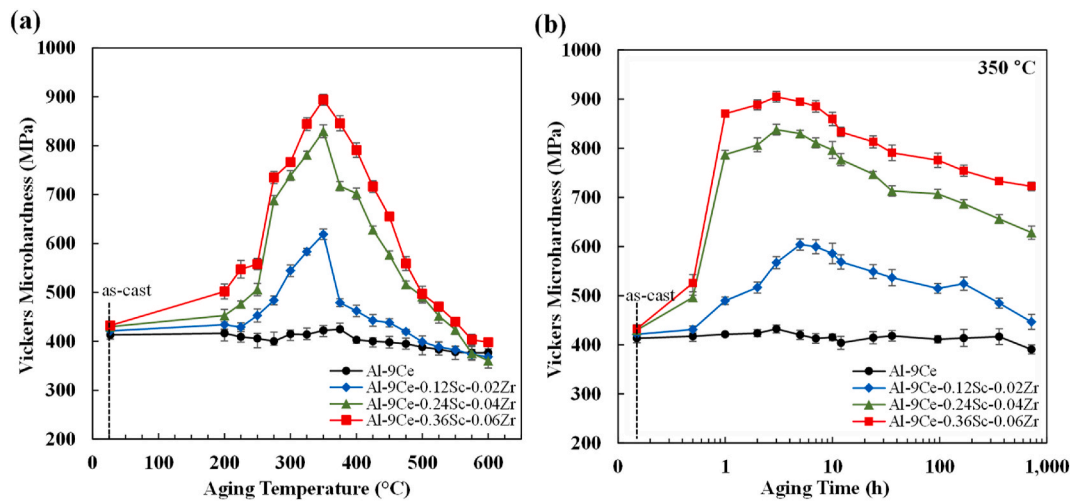 (a)
1000
900
800
700
600
500
400
300
200
Vickers Microhardness (MPa)
as-cast
Al-9Ce
Al-9Ce-0.12Sc-0.02Zr
Al-9Ce-0.24Sc-0.04Zr
Al-9Ce-0.36Sc-0.06Zr
0 100 200 300 400 500 600
Aging Temperature (°C)
(b)
350 °C
1000
900
800
700
600
500
400
300
200
Vickers Microhardness (MPa)
as-cast
Al-9Ce
Al-9Ce-0.12Sc-0.02Zr
Al-9Ce-0.24Sc-0.04Zr
Al-9Ce-0.36Sc-0.06Zr
0 1 10 100 1,000
Aging Time (h)